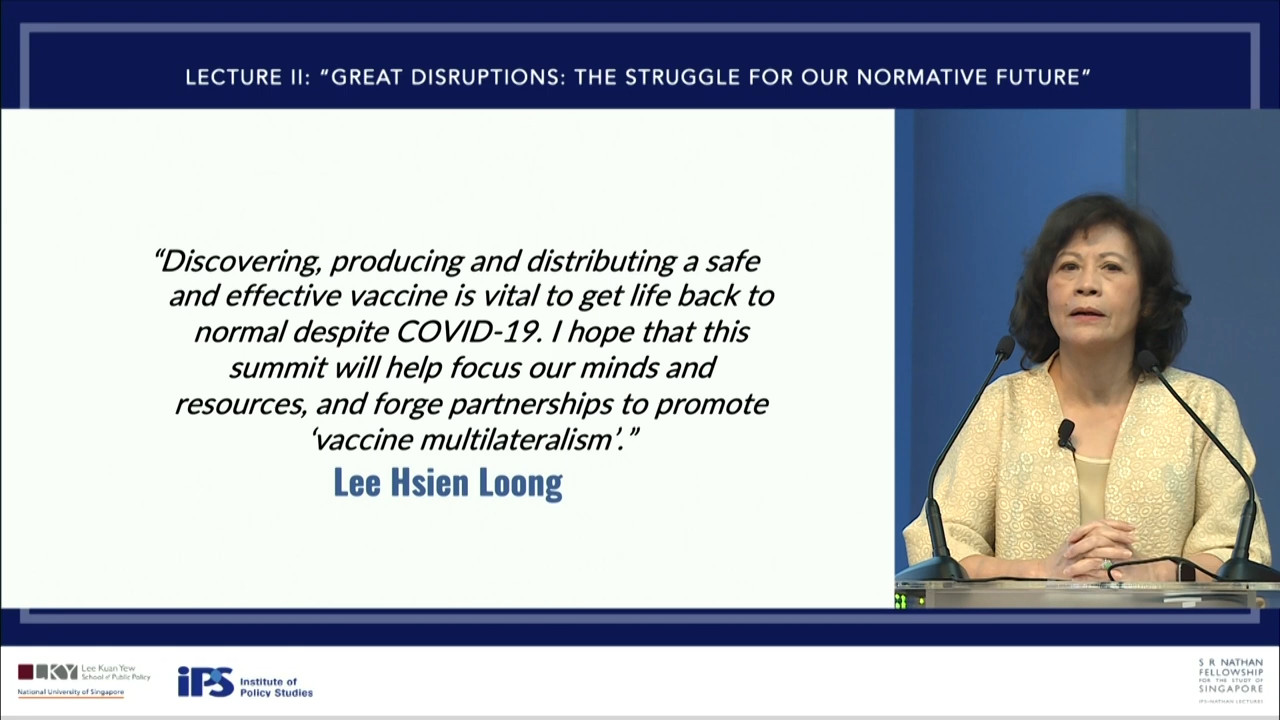 LECTURE II: “GREAT DISRUPTIONS: THE STRUGGLE FOR OUR NORMATIVE FUTURE”
“Discovering, producing and distributing a safe
and effective vaccine is vital to get life back to
normal despite COVID-19. I hope that this
summit will help focus our minds and
resources, and forge partnerships to promote
‘vaccine multilateralism’.”
Lee Hsien Loong
LKY
Lee Kuan Yew
School of Public Policy
National University of Singapore
iPS
Institute of
Policy Studies
S R NATHAN
FELLOWSHIP
FOR THE STUDY OF
SINGAPORE
IPS-NATHAN LECTURES